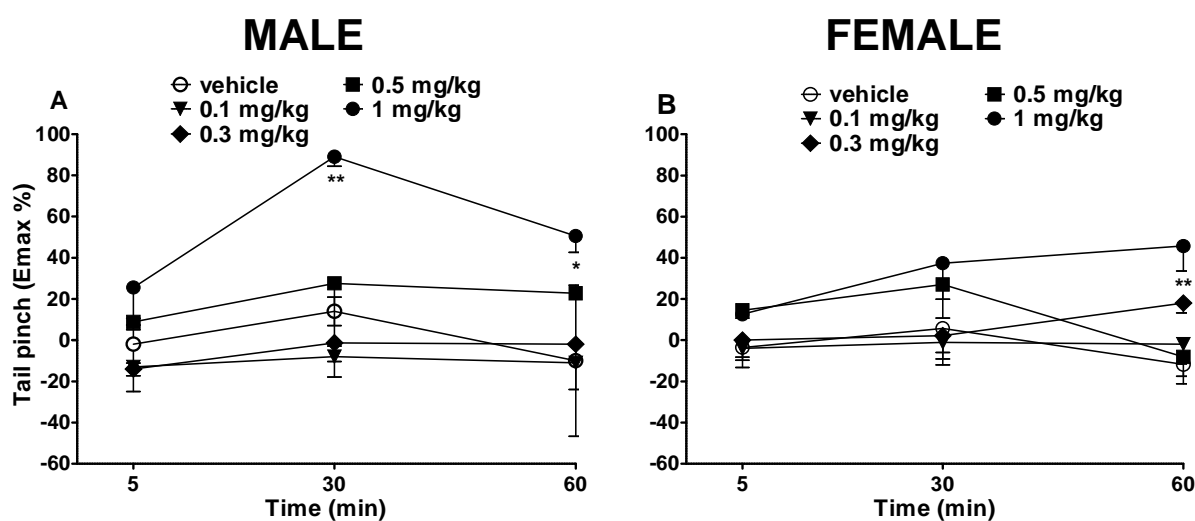 MALE
A
vehicle
0.5 mg/kg
0.1 mg/kg
1 mg/kg
0.3 mg/kg
100
80
60
40
20
0
-20
-40
-60
Tail pinch (Emax %)
**
*
5
30
60
Time (min)
FEMALE
B
vehicle
0.5 mg/kg
0.1 mg/kg
1 mg/kg
0.3 mg/kg
100
80
60
40
20
0
-20
-40
-60
**
5
30
60
Time (min)